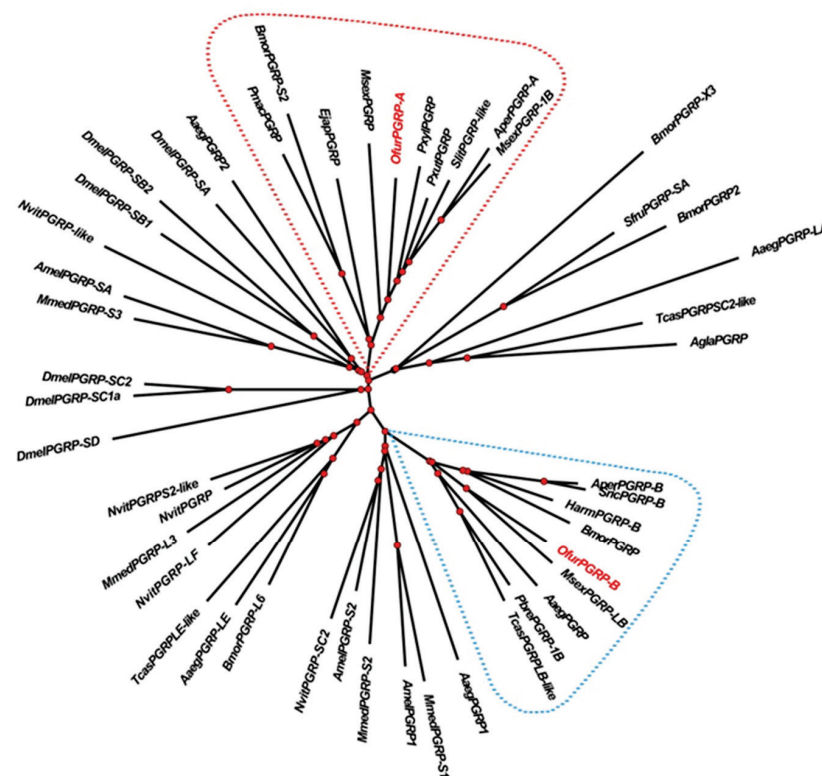 BmorPGRP-S2
PmacPGRP
EjapPGRP
MsexPGRP
OfurPGRP-A
PxylPGRP
PxutPGRP
SlitPGRP-like
AperPGRP-A
MsexPGRP-1B
BmorPGRP-X3
SfruPGRP-SA
BmorPGRP2
TcasPGRPSC2-like
AglaPGRP
AperPGRP-B
SricPGRP-B
HarmPGRP-B
BmorPGRP
OfurPGRP-B
MsexPGRP-LB
AaegPGRP
PbrePGRP-1B
TcasPGRPLB-like
AaegPGRP1
MmedPGRP-S1
AmelPGRP1
MmedPGRP-S2
AmelPGRP-S2
NvitPGRP-SC2
BmorPGRP-L6
AaegPGRP-LE
TcasPGRPLE-like
NvitPGRP-LF
MmedPGRP-L3
NvitPGRP
NvitPGRPS2-like
DmelPGRP-SD
DmelPGRP-SC1a
DmelPGRP-SC2
MmedPGRP-S3
AmelPGRP-SA
NvitPGRP-like
DmelPGRP-SB1
DmelPGRP-SB2
DmelPGRP-SA
AaegPGRP2